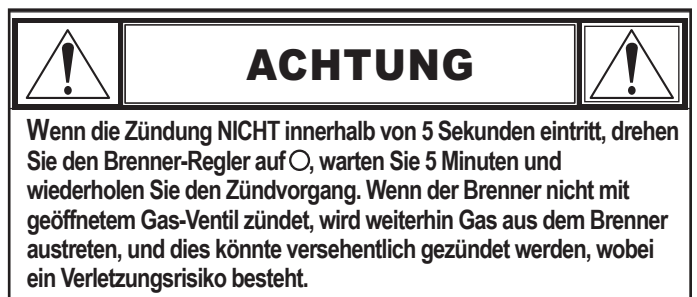 ACHTUNG
Wenn die Zündung NICHT innerhalb von 5 Sekunden eintritt, drehen
Sie den Brenner-Regler auf ○, warten Sie 5 Minuten und
wiederholen Sie den Zündvorgang. Wenn der Brenner nicht mit
geöffnetem Gas-Ventil zündet, wird weiterhin Gas aus dem Brenner
austreten, und dies könnte versehentlich gezündet werden, wobei
ein Verletzungsrisiko besteht.